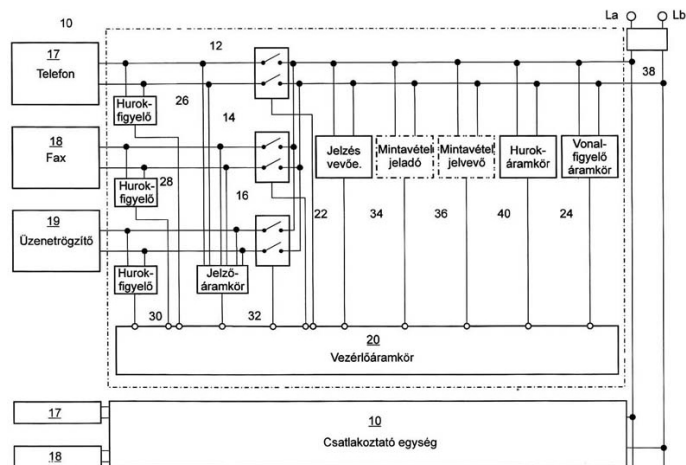 La
Lb
10
17
Telefon
12
38
Hurok-
figyelő
26
14
18
Fax
Jelzés
vevőe.
Mintavétel
jeladó
Mintavétel
jelvevő
Hurok-
áramkör
Vonal-
figyelő
áramkör
Hurok-
figyelő
28
16
22
34
36
40
24
19
Üzenetrögzítő
Hurok-
figyelő
Jelző-
áramkör
30
32
20
Vezérlőáramkör
17
10
Csatlakoztató egység
18